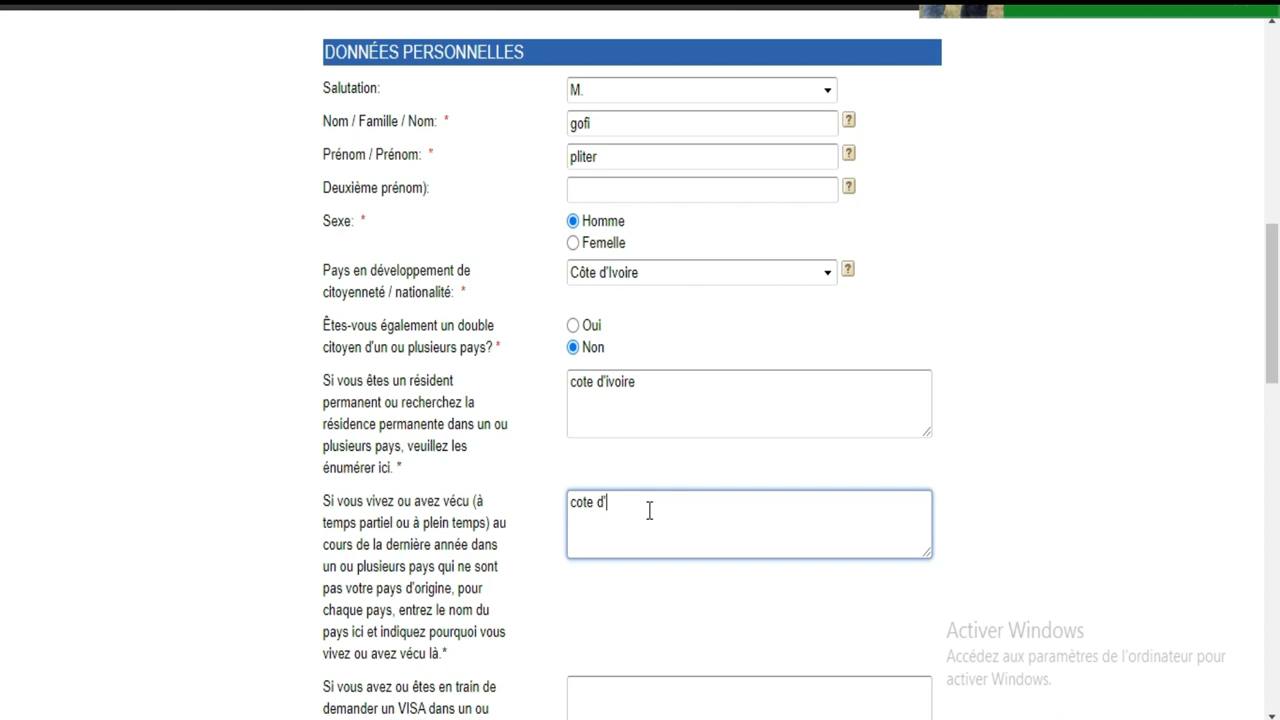 DONNÉES PERSONNELLES
Salutation:
M.
Nom / Famille / Nom: *
gofi
?
Prénom / Prénom: *
pliter
?
Deuxième prénom):
?
Sexe: *
Homme
Femelle
Pays en développement de
citoyenneté / nationalité: *
Côte d'Ivoire
?
Êtes-vous également un double
citoyen d'un ou plusieurs pays? *
Oui
Non
Si vous êtes un résident
permanent ou recherchez la
résidence permanente dans un ou
plusieurs pays, veuillez les
énumérer ici. *
cote d'ivoire
Si vous vivez ou avez vécu (à
temps partiel ou à plein temps) au
cours de la dernière année dans
un ou plusieurs pays qui ne sont
pas votre pays d'origine, pour
chaque pays, entrez le nom du
pays ici et indiquez pourquoi vous
vivez ou avez vécu là.*
cote d'
Si vous avez ou êtes en train de
demander un VISA dans un ou
Activer Windows
Accédez aux paramètres de l'ordinateur pour
activer Windows.